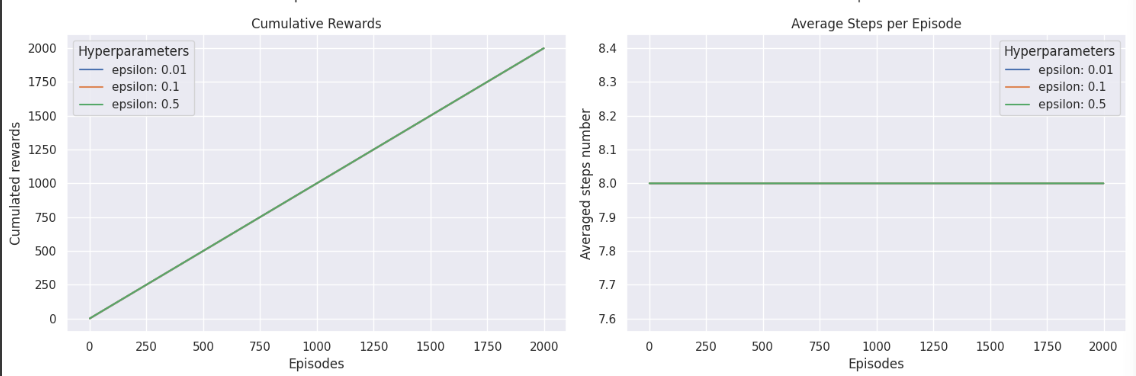 Cumulative Rewards
Hyperparameters
epsilon: 0.01
epsilon: 0.1
epsilon: 0.5
2000
1750
1500
1250
1000
750
500
250
0
Cumulated rewards
0 250 500 750 1000 1250 1500 1750 2000
Episodes
Average Steps per Episode
Hyperparameters
epsilon: 0.01
epsilon: 0.1
epsilon: 0.5
8.4
8.3
8.2
8.1
8.0
7.9
7.8
7.7
7.6
Averaged steps number
0 250 500 750 1000 1250 1500 1750 2000
Episodes